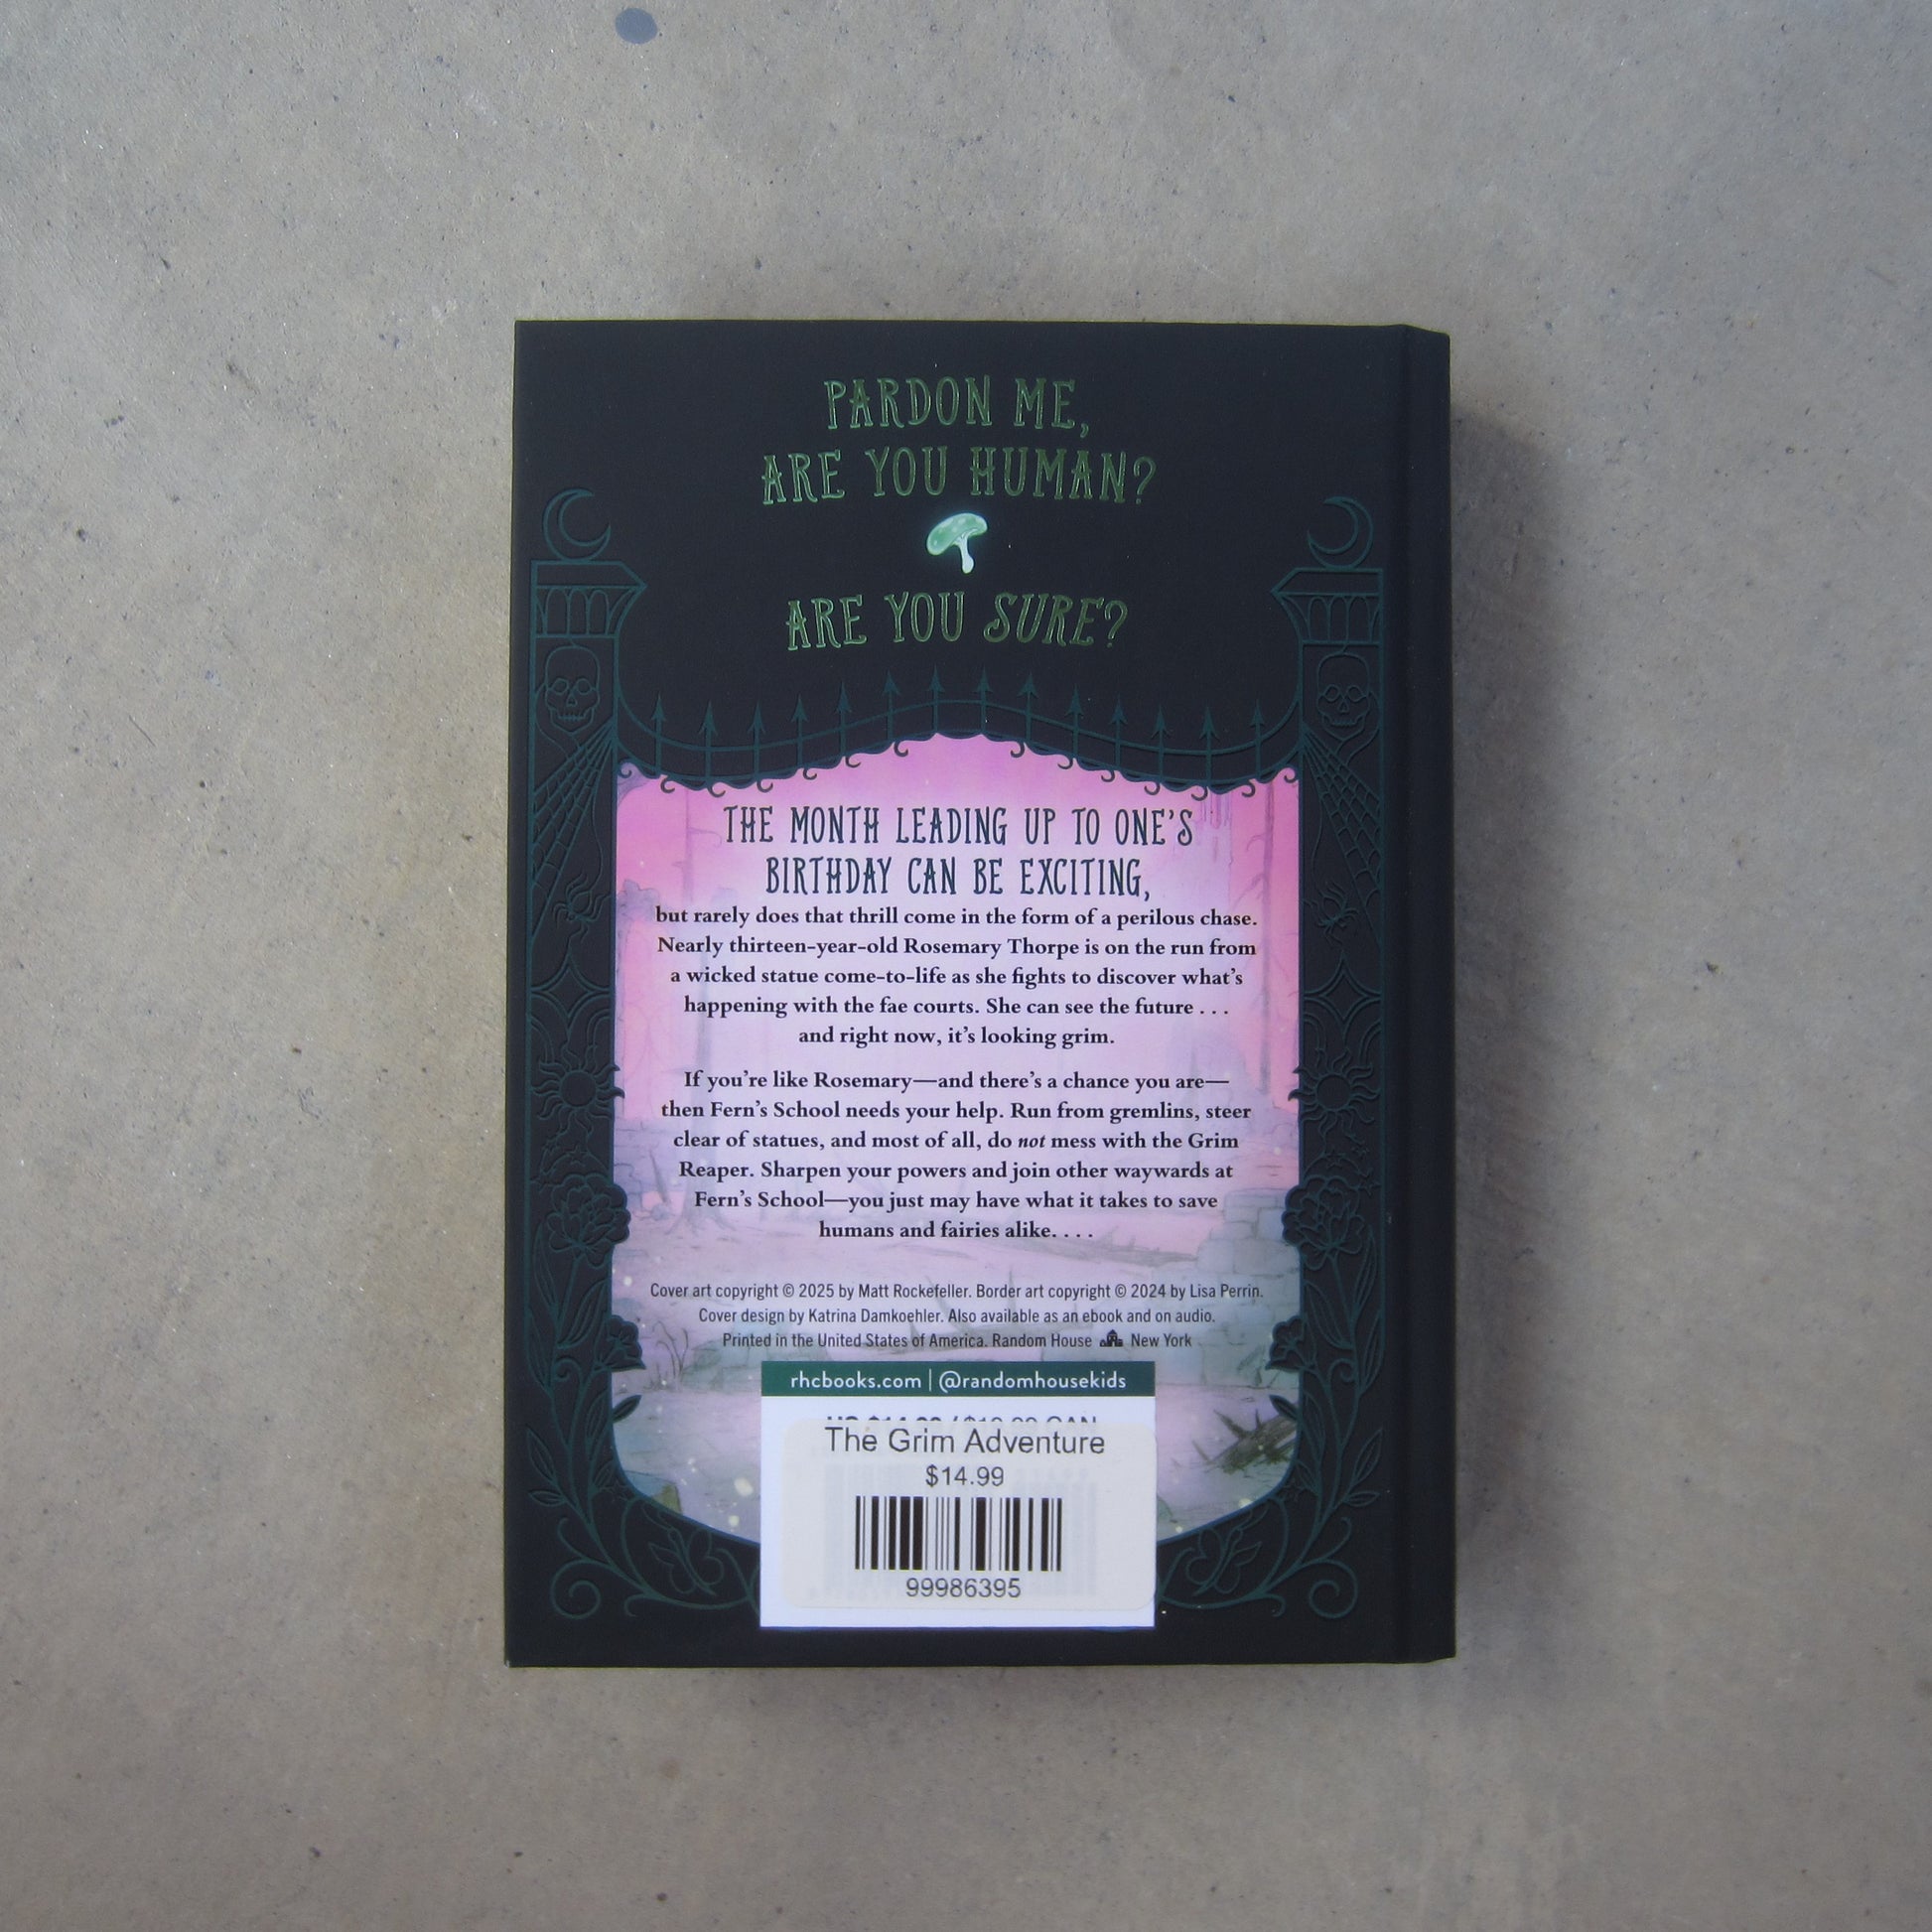 PARDON ME,
ARE YOU HUMAN?
ARE YOU SURE?
THE MONTH LEADING UP TO ONE'S
BIRTHDAY CAN BE EXCITING,
but rarely does that thrill come in the form of a perilous chase.
Nearly thirteen-year-old Rosemary Thorpe is on the run from
a wicked statue come-to-life as she fights to discover what's
happening with the fae courts. She can see the future . . .
and right now, it's looking grim.
If you're like Rosemary—and there's a chance you are—
then Fern's School needs your help. Run from gremlins, steer
clear of statues, and most of all, do not mess with the Grim
Reaper. Sharpen your powers and join other waywards at
Fern's School—you just may have what it takes to save
humans and fairies alike. . . .
Cover art copyright © 2025 by Matt Rockefeller. Border art copyright © 2024 by Lisa Perrin.
Cover design by Katrina Damkoehler. Also available as an ebook and on audio.
Printed in the United States of America. Random House New York
rhcbooks.com | @randomhousekids
The Grim Adventure
$14.99
99986395